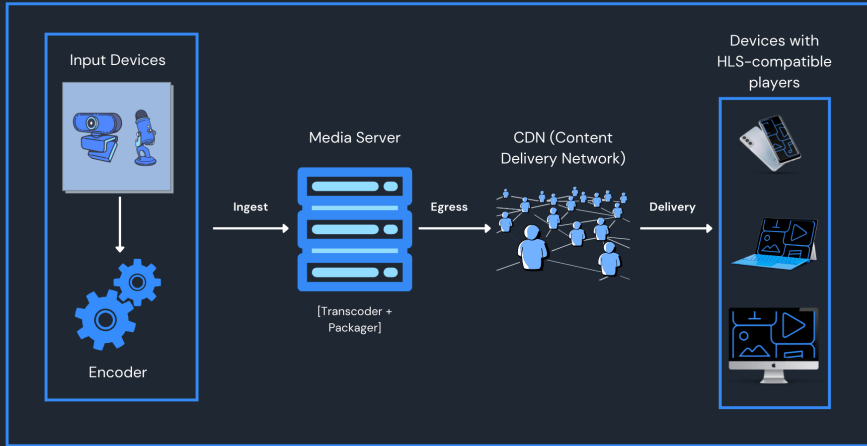 Input Devices
Encoder
Ingest
Media Server
[Transcoder +
Packager]
Egress
CDN (Content
Delivery Network)
Delivery
Devices with
HLS-compatible
players